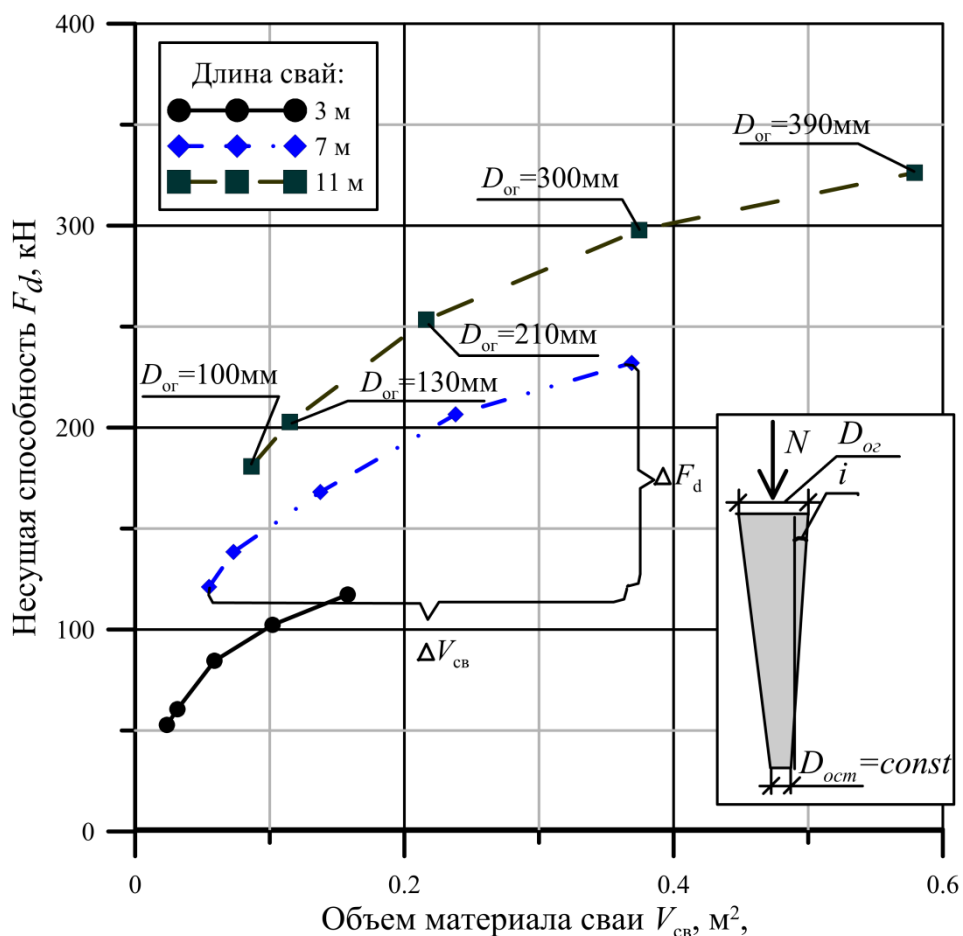 400
300
200
100
0
Несущая способность Fd, кН
Длина свай:
3 м
7 м
11 м
Dог=390мм
Dог=300мм
Dог=210мм
Dог=100мм
Dог=130мм
Δ Fd
ΔVсв
N
Dог
i
Dост=const
0
0.2
0.4
0.6
Объем материала сваи Vсв, м²,